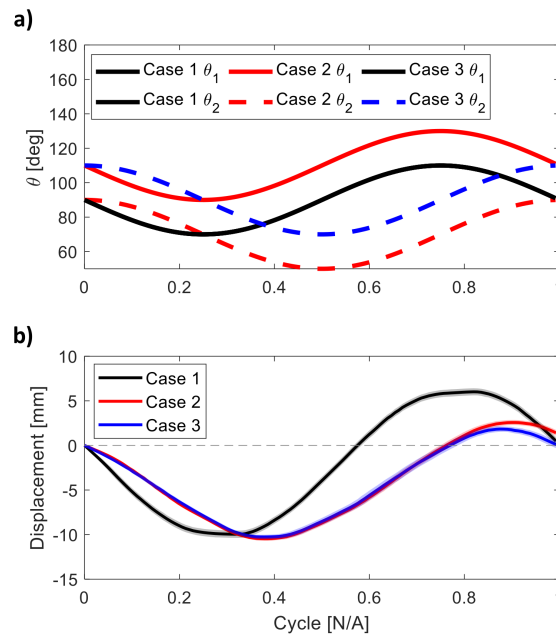 a)
180
160
140
120
100
80
60
θ [deg]
Case 1 θ1 Case 2 θ1 Case 3 θ1
Case 1 θ2 Case 2 θ2 Case 3 θ2
0 0.2 0.4 0.6 0.8 1
b)
10
5
0
-5
-10
-15
Displacement [mm]
Case 1
Case 2
Case 3
0 0.2 0.4 0.6 0.8
Cycle [N/A]